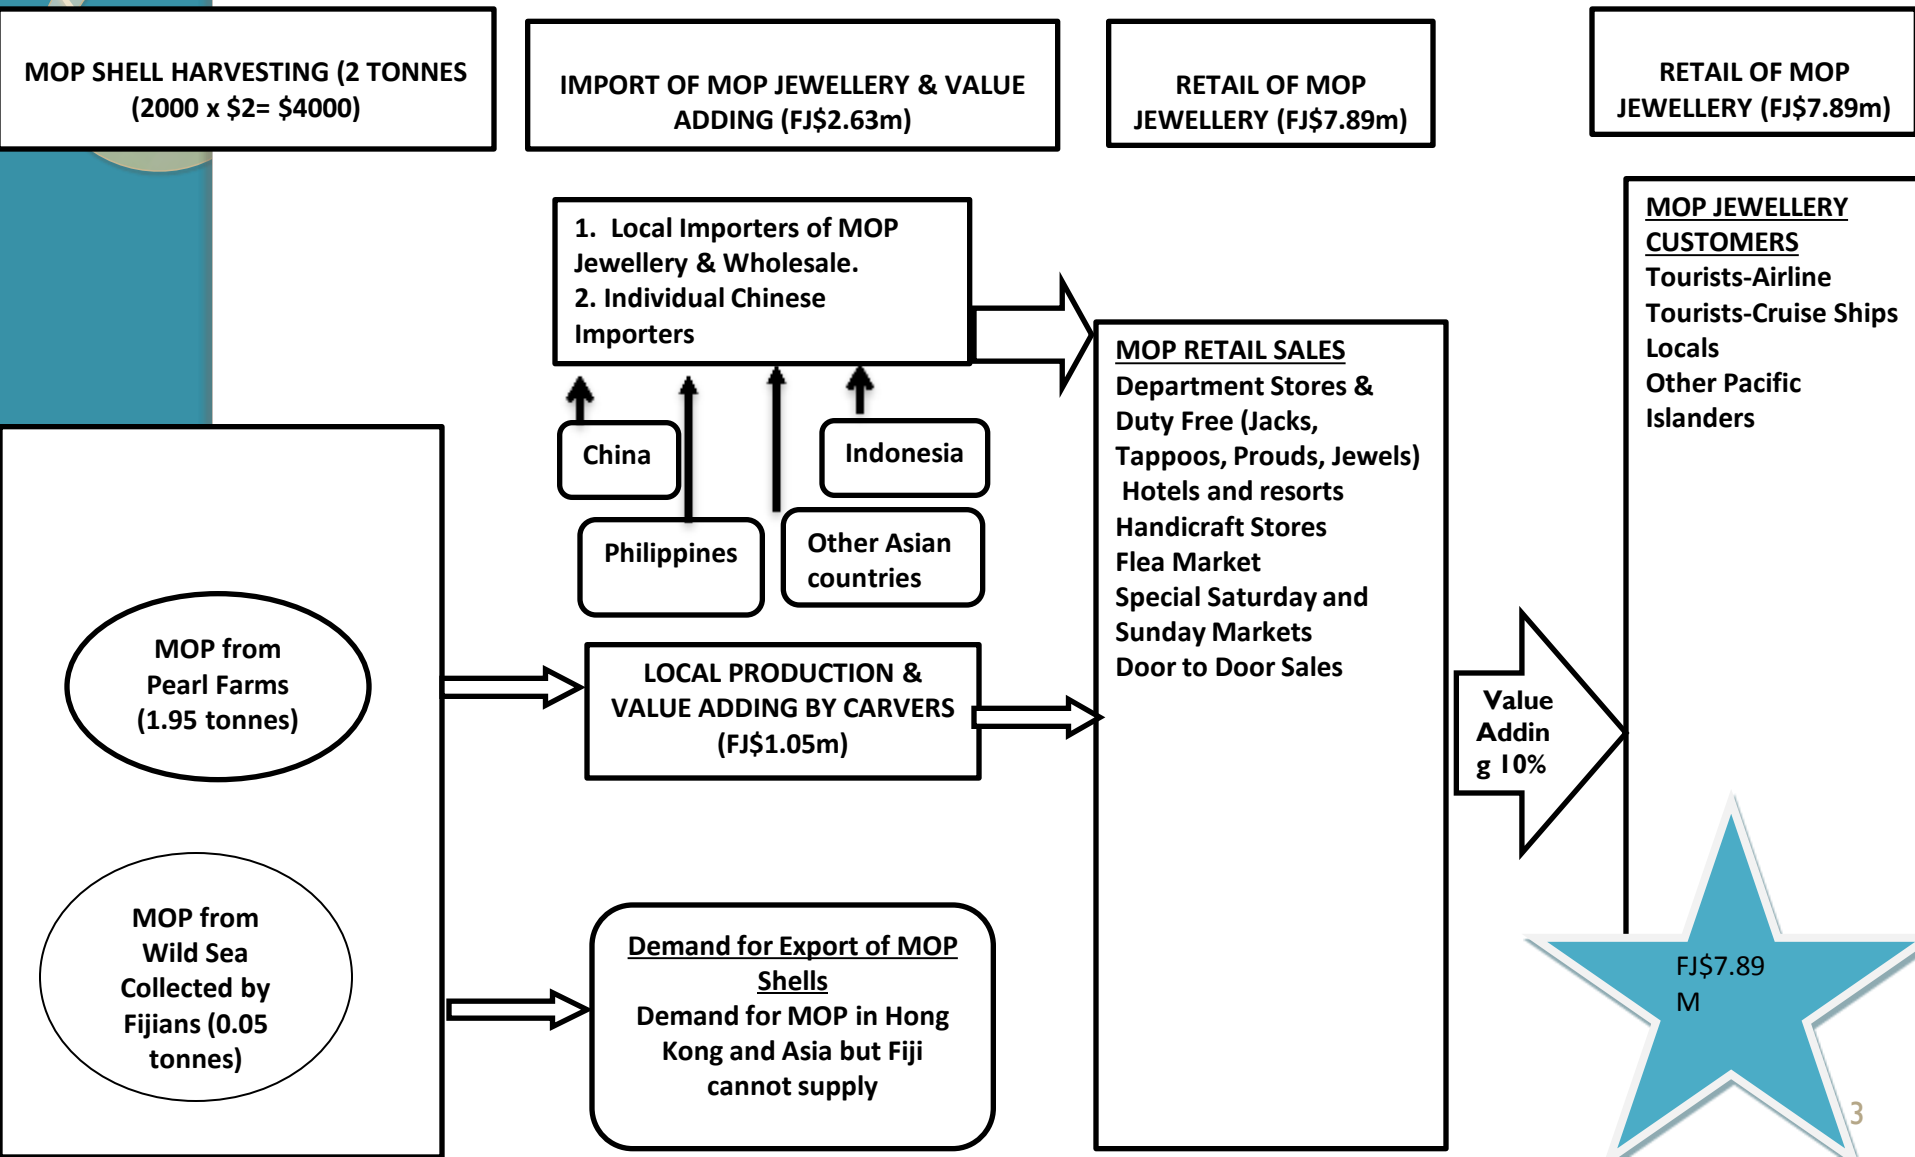 MOP SHELL HARVESTING (2 TONNES
(2000 x $2= $4000)
IMPORT OF MOP JEWELLERY & VALUE
ADDING (FJ$2.63m)
RETAIL OF MOP
JEWELLERY (FJ$7.89m)
RETAIL OF MOP
JEWELLERY (FJ$7.89m)
1. Local Importers of MOP
Jewellery & Wholesale.
2. Individual Chinese
Importers
China
Indonesia
Philippines
Other Asian
countries
MOP from
Pearl Farms
(1.95 tonnes)
LOCAL PRODUCTION &
VALUE ADDING BY CARVERS
(FJ$1.05m)
MOP from
Wild Sea
Collected by
Fijians (0.05
tonnes)
Demand for Export of MOP
Shells
Demand for MOP in Hong
Kong and Asia but Fiji
cannot supply
MOP RETAIL SALES
Department Stores &
Duty Free (Jacks,
Tappoos, Prouds, Jewels)
Hotels and resorts
Handicraft Stores
Flea Market
Special Saturday and
Sunday Markets
Door to Door Sales
Value
Addin
g 10%
MOP JEWELLERY
CUSTOMERS
Tourists-Airline
Tourists-Cruise Ships
Locals
Other Pacific
Islanders
FJ$7.89
M
3